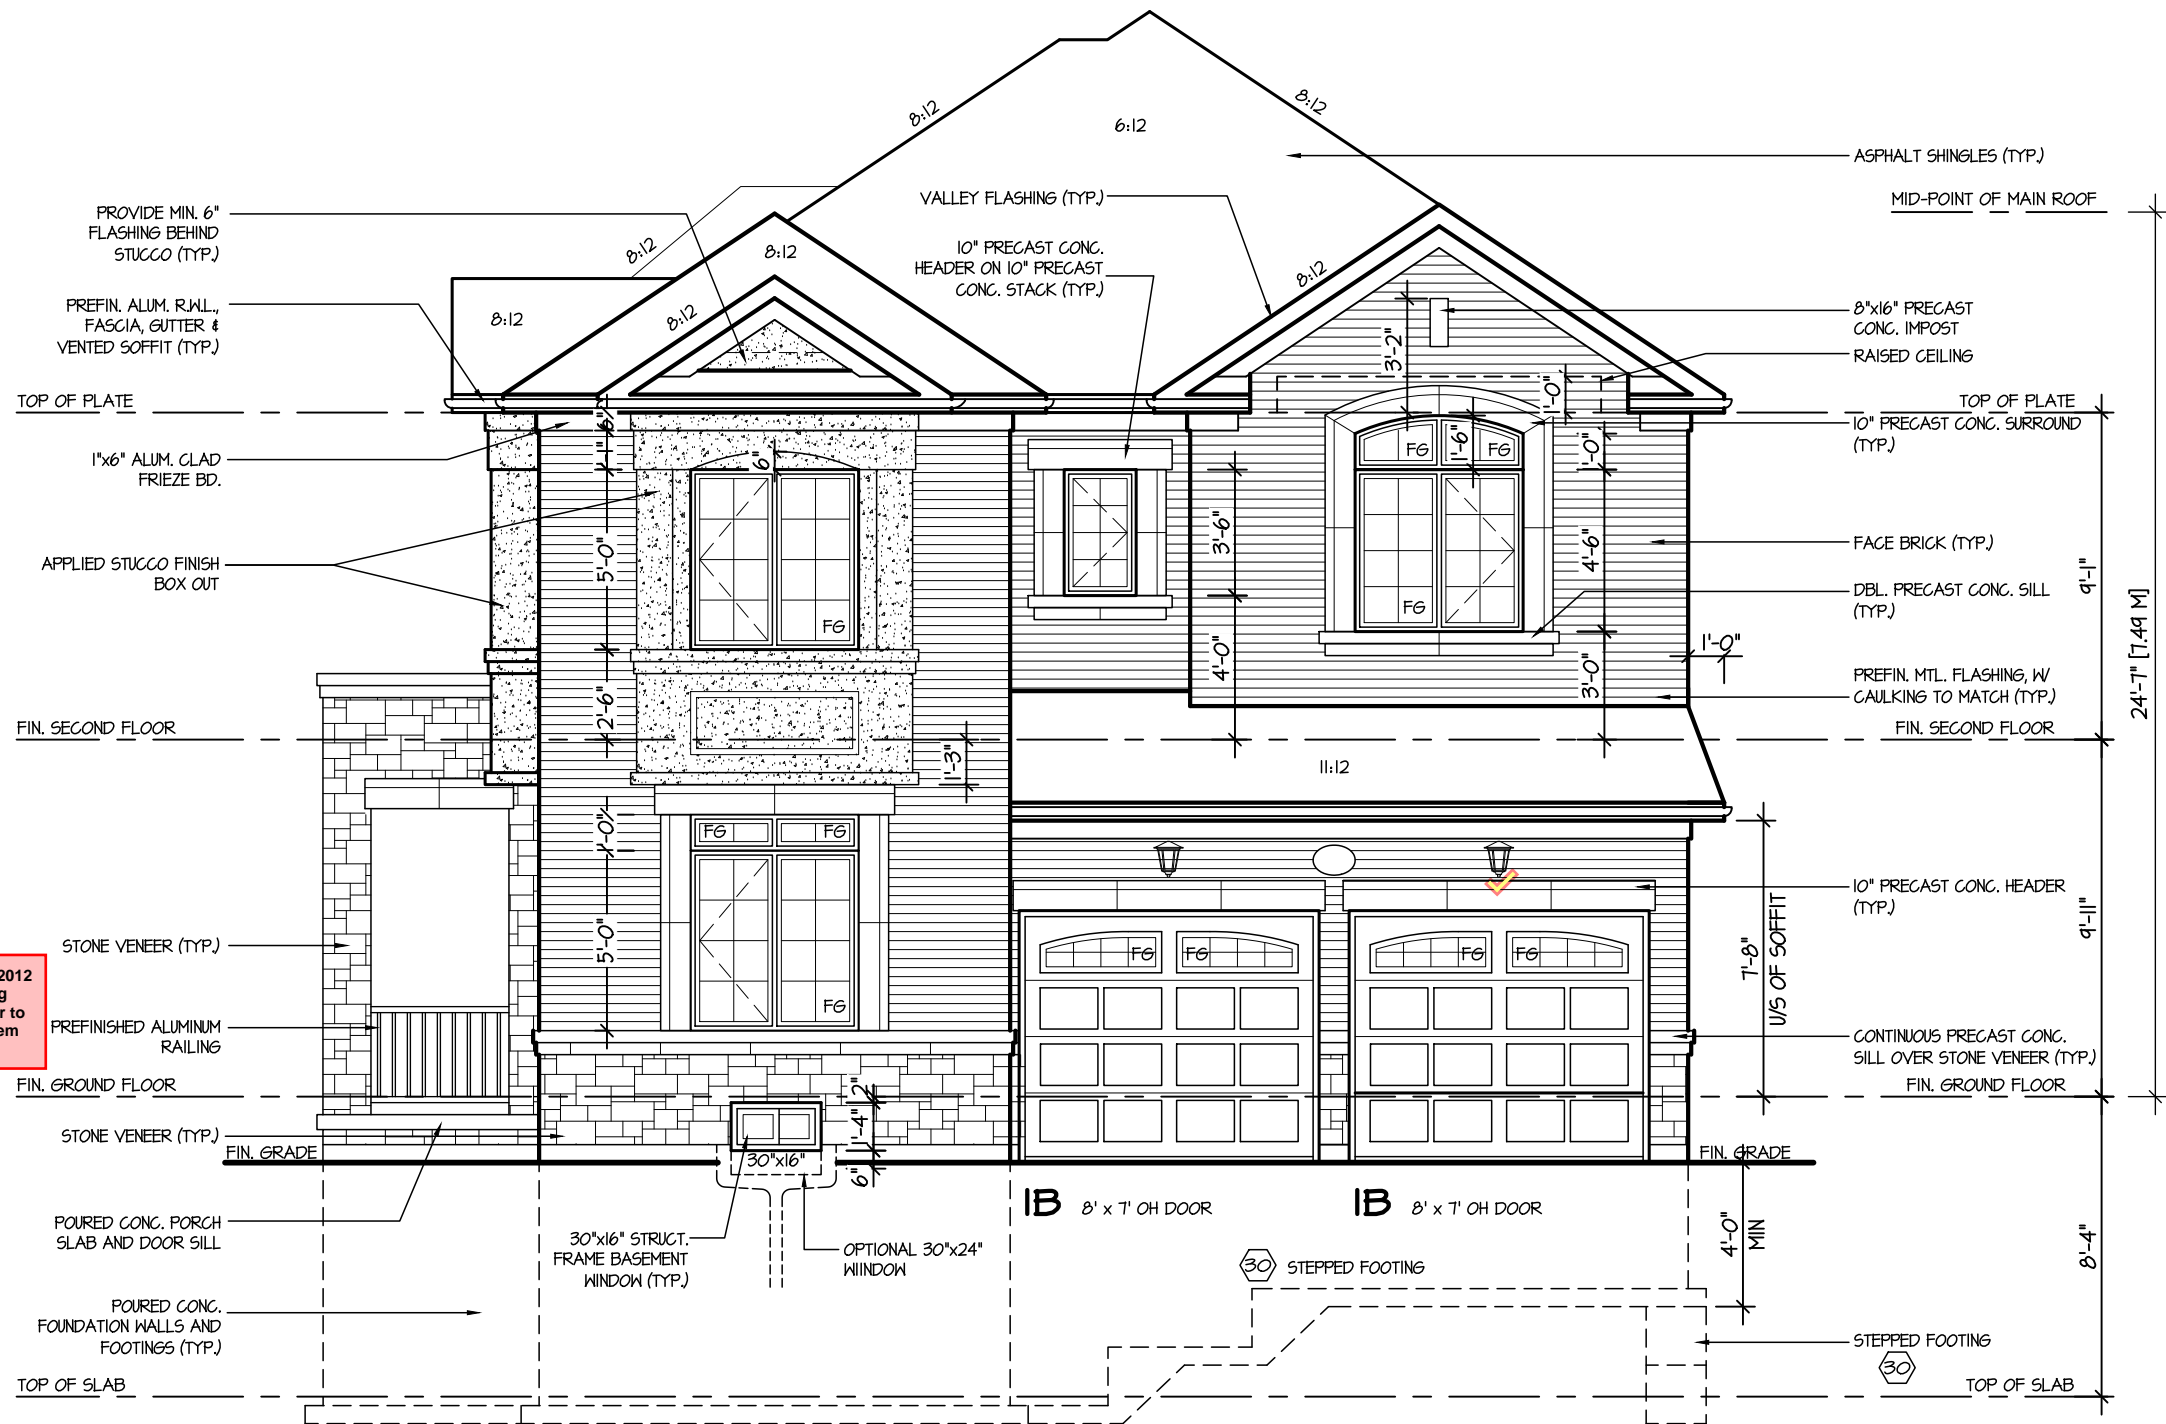 8:12
8:12
6:12
ASPHALT SHINGLES (TYP.)
VALLEY FLASHING (TYP.)
MID-POINT OF MAIN ROOF
PROVIDE MIN. 6"
FLASHING BEHIND
STUCCO (TYP.)
8:12
8:12
10" PRECAST CONC.
HEADER ON 10" PRECAST
CONC. STACK (TYP.)
8:12
PREFIN. ALUM. R.W.L.,
FASCIA, GUTTER &
VENTED SOFFIT (TYP.)
8:12
8:12
3'-2"
8"x16" PRECAST
CONC. IMPOST
RAISED CEILING
TOP OF PLATE
1'-0"
TOP OF PLATE
1'-6"
6"
FG
1'-6"
FG
1'-0"
10" PRECAST CONC. SURROUND
(TYP.)
1"x6" ALUM. CLAD
FRIEZE BD.
5'-0"
3'-6"
4'-6"
FACE BRICK (TYP.)
9'-1"
APPLIED STUCCO FINISH
BOX OUT
FG
FG
DBL. PRECAST CONC. SILL
(TYP.)
24'-7" [7.49 M]
4'-0"
3'-0"
1'-0"
2'-6"
PREFIN. MTL. FLASHING, W/
CAULKING TO MATCH (TYP.)
FIN. SECOND FLOOR
FIN. SECOND FLOOR
1'-3"
11:12
1'-0"
FG
FG
10" PRECAST CONC. HEADER
(TYP.)
5'-0"
9'-11"
STONE VENEER (TYP.)
FG
FG
FG
FG
7'-8"
U/S OF SOFFIT
2012
g
r to
em
FG
PREFINISHED ALUMINUM
RAILING
CONTINUOUS PRECAST CONC.
SILL OVER STONE VENEER (TYP.)
FIN. GROUND FLOOR
FIN. GROUND FLOOR
2"
1'-4"
STONE VENEER (TYP.)
FIN. GRADE
30"x16"
6"
FIN. GRADE
1B 8' x 7' OH DOOR
1B 8' x 7' OH DOOR
POURED CONC. PORCH
SLAB AND DOOR SILL
30"x16" STRUCT.
FRAME BASEMENT
WINDOW (TYP.)
OPTIONAL 30"x24"
WIINDOW
4'-0"
MIN
8'-4"
30 STEPPED FOOTING
POURED CONC.
FOUNDATION WALLS AND
FOOTINGS (TYP.)
STEPPED FOOTING
30
TOP OF SLAB
TOP OF SLAB